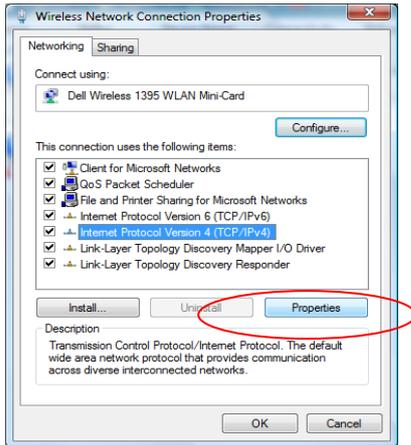 Wireless Network Connection Properties
Networking
Sharing
Connect using:
Dell Wireless 1395 WLAN Mini-Card
Configure...
This connection uses the following items:
Client for Microsoft Networks
QoS Packet Scheduler
File and Printer Sharing for Microsoft Networks
Internet Protocol Version 6 (TCP/IPv6)
Internet Protocol Version 4 (TCP/IPv4)
Link-Layer Topology Discovery Mapper I/O Driver
Link-Layer Topology Discovery Responder
Install...
Uninstall
Properties
Description
Transmission Control Protocol/Internet Protocol. The default
wide area network protocol that provides communication
across diverse interconnected networks.
OK
Cancel